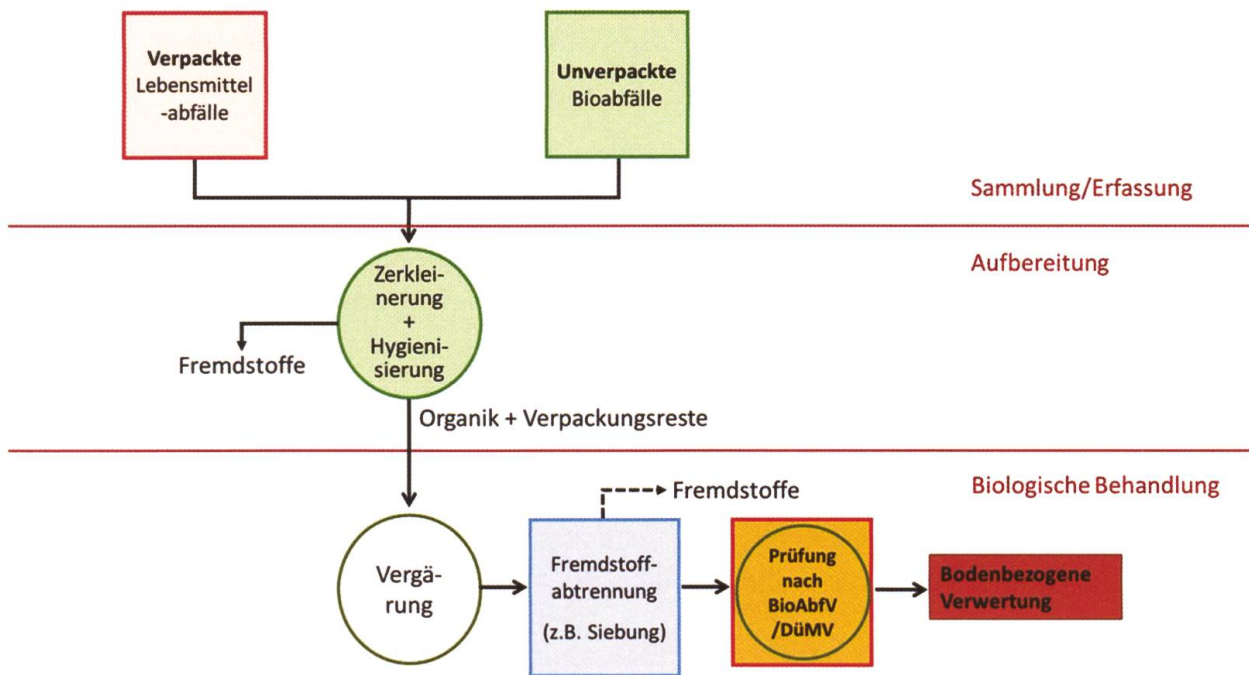 Verpackte
Lebensmittel
-abfälle
Unverpackte
Bioabfälle
Sammlung/Erfassung
Aufbereitung
Zerklei-
nerung
+
Hygieni-
sierung
Fremdstoffe
Organik + Verpackungsreste
Biologische Behandlung
Fremdstoffe
Vergä-
rung
Fremdstoff-
abtrennung
(z.B. Siebung)
Prüfung
nach
BioAbfV
/DüMV
Bodenbezogene
Verwertung